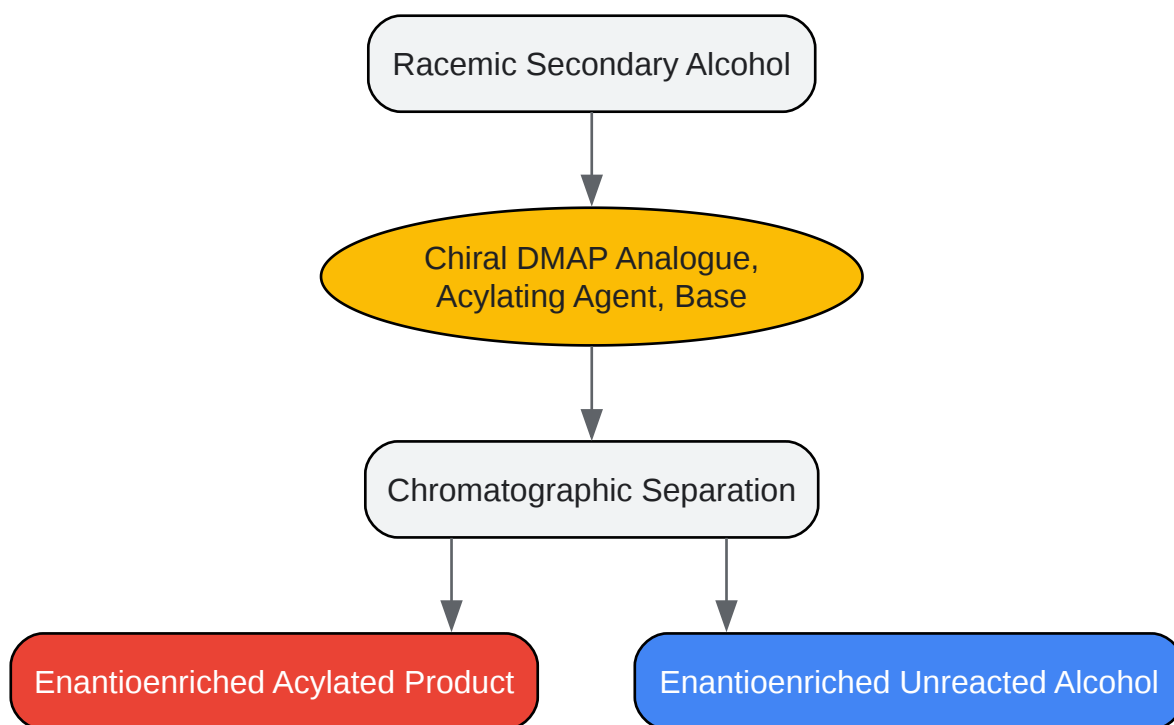 Racemic Secondary Alcohol
Chiral DMAP Analogue,
Acylating Agent, Base
Chromatographic Separation
Enantioenriched Acylated Product
Enantioenriched Unreacted Alcohol